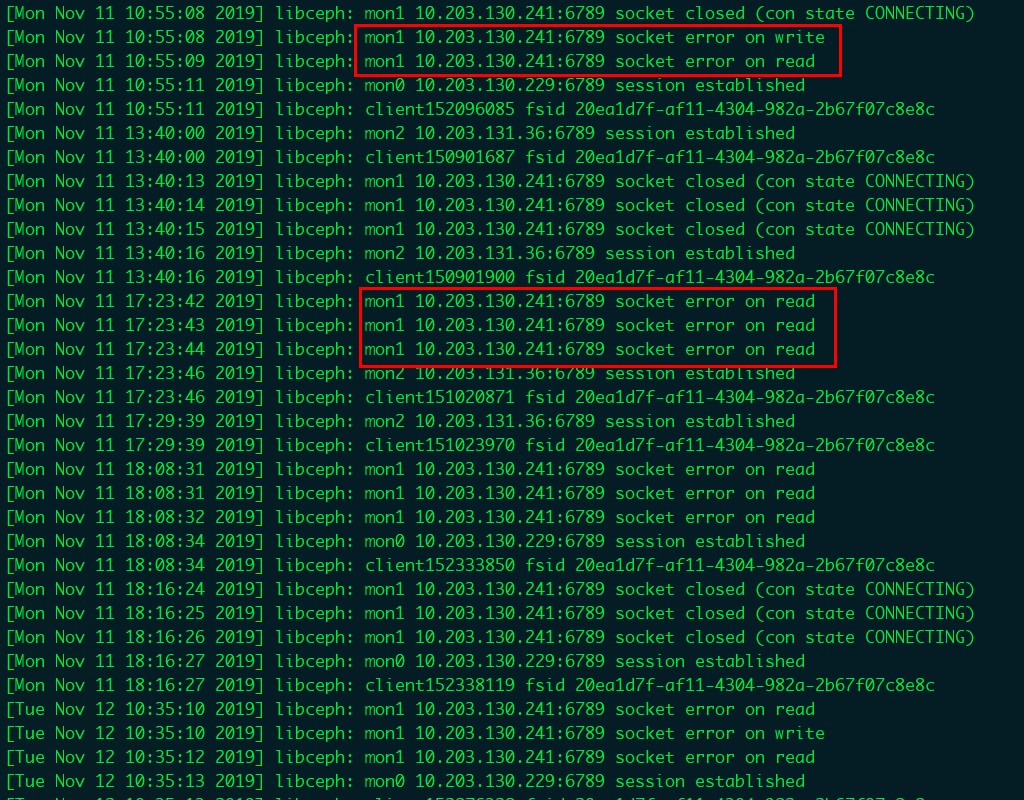 [Mon Nov 11 10:55:08 2019] libceph: mon1 10.203.130.241:6789 socket closed (con state CONNECTING)
[Mon Nov 11 10:55:08 2019] libceph: mon1 10.203.130.241:6789 socket error on write
[Mon Nov 11 10:55:09 2019] libceph: mon1 10.203.130.241:6789 socket error on read
[Mon Nov 11 10:55:11 2019] libceph: mon0 10.203.130.229:6789 session established
[Mon Nov 11 10:55:11 2019] libceph: client152096085 fsid 20ea1d7f-af11-4304-982a-2b67f07c8e8c
[Mon Nov 11 13:40:00 2019] libceph: mon2 10.203.131.36:6789 session established
[Mon Nov 11 13:40:00 2019] libceph: client150901687 fsid 20ea1d7f-af11-4304-982a-2b67f07c8e8c
[Mon Nov 11 13:40:13 2019] libceph: mon1 10.203.130.241:6789 socket closed (con state CONNECTING)
[Mon Nov 11 13:40:14 2019] libceph: mon1 10.203.130.241:6789 socket closed (con state CONNECTING)
[Mon Nov 11 13:40:15 2019] libceph: mon1 10.203.130.241:6789 socket closed (con state CONNECTING)
[Mon Nov 11 13:40:16 2019] libceph: mon2 10.203.131.36:6789 session established
[Mon Nov 11 13:40:16 2019] libceph: client150901900 fsid 20ea1d7f-af11-4304-982a-2b67f07c8e8c
[Mon Nov 11 17:23:42 2019] libceph: mon1 10.203.130.241:6789 socket error on read
[Mon Nov 11 17:23:43 2019] libceph: mon1 10.203.130.241:6789 socket error on read
[Mon Nov 11 17:23:44 2019] libceph: mon1 10.203.130.241:6789 socket error on read
[Mon Nov 11 17:23:46 2019] libceph: mon2 10.203.131.36:6789 session established
[Mon Nov 11 17:23:46 2019] libceph: client151020871 fsid 20ea1d7f-af11-4304-982a-2b67f07c8e8c
[Mon Nov 11 17:29:39 2019] libceph: mon2 10.203.131.36:6789 session established
[Mon Nov 11 17:29:39 2019] libceph: client151023970 fsid 20ea1d7f-af11-4304-982a-2b67f07c8e8c
[Mon Nov 11 18:08:31 2019] libceph: mon1 10.203.130.241:6789 socket error on read
[Mon Nov 11 18:08:31 2019] libceph: mon1 10.203.130.241:6789 socket error on read
[Mon Nov 11 18:08:32 2019] libceph: mon1 10.203.130.241:6789 socket error on read
[Mon Nov 11 18:08:34 2019] libceph: mon0 10.203.130.229:6789 session established
[Mon Nov 11 18:08:34 2019] libceph: client152333850 fsid 20ea1d7f-af11-4304-982a-2b67f07c8e8c
[Mon Nov 11 18:16:24 2019] libceph: mon1 10.203.130.241:6789 socket closed (con state CONNECTING)
[Mon Nov 11 18:16:25 2019] libceph: mon1 10.203.130.241:6789 socket closed (con state CONNECTING)
[Mon Nov 11 18:16:26 2019] libceph: mon1 10.203.130.241:6789 socket closed (con state CONNECTING)
[Mon Nov 11 18:16:27 2019] libceph: mon0 10.203.130.229:6789 session established
[Mon Nov 11 18:16:27 2019] libceph: client152338119 fsid 20ea1d7f-af11-4304-982a-2b67f07c8e8c
[Tue Nov 12 10:35:10 2019] libceph: mon1 10.203.130.241:6789 socket error on read
[Tue Nov 12 10:35:10 2019] libceph: mon1 10.203.130.241:6789 socket error on write
[Tue Nov 12 10:35:12 2019] libceph: mon1 10.203.130.241:6789 socket error on read
[Tue Nov 12 10:35:13 2019] libceph: mon0 10.203.130.229:6789 session established